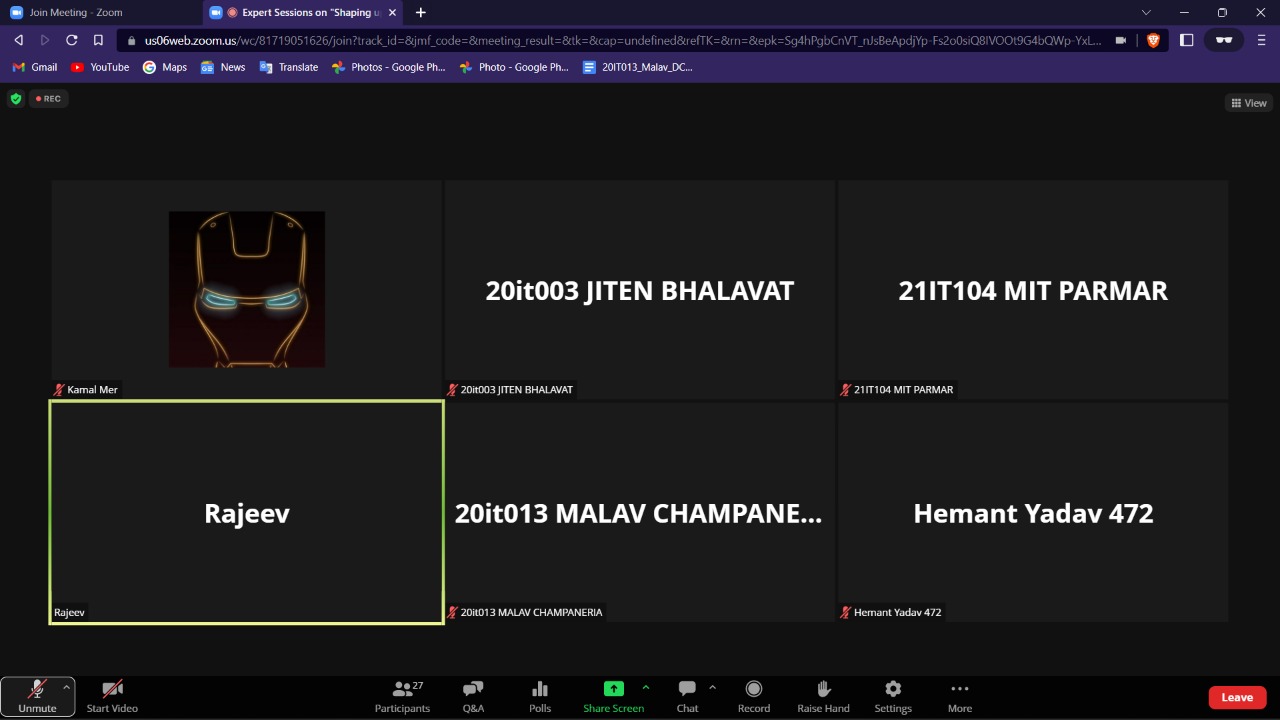 Join Meeting - Zoom
Expert Sessions on "Shaping u
us06web.zoom.us/wc/81719051626/join?track_id=&jmf_code=&meeting_result=&tk=&cap=undefined&refTK=&rn=&epk=Sg4hPgbCnVT_nJsBeApdjYp-Fs2o0siQ8IVOOt9G4bQWp-YxL...
Gmail YouTube Maps News Translate Photos - Google Ph... Photo - Google Ph... 20IT013_Malav_DC...
REC
View
20it003 JITEN BHALAVAT
21IT104 MIT PARMAR
Kamal Mer
20it003 JITEN BHALAVAT
21IT104 MIT PARMAR
Rajeev
20it013 MALAV CHAMPANE...
Hemant Yadav 472
Rajeev
20it013 MALAV CHAMPANERIA
Hemant Yadav 472
27
Unmute Start Video Participants Q&A Polls Share Screen Chat Record Raise Hand Settings More Leave